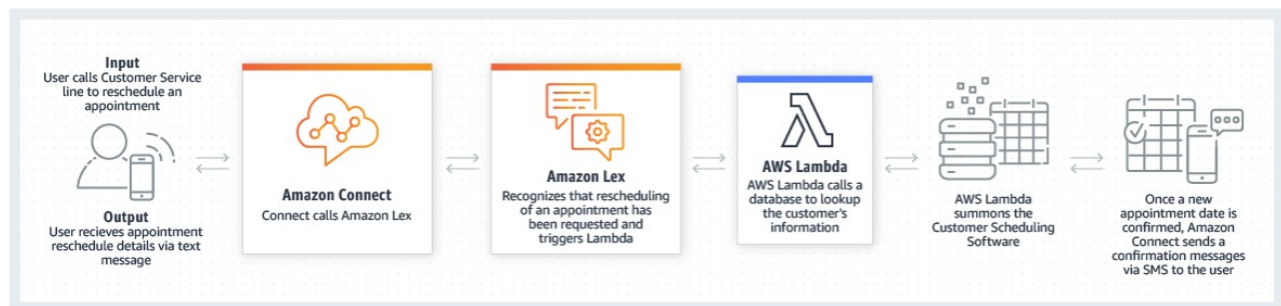 Input
User calls Customer Service
line to reschedule an
appointment
Output
User recieves appointment
reschedule details via text
message
Amazon Connect
Connect calls Amazon Lex
Amazon Lex
Recognizes that rescheduling
of an appointment has
been requested and
triggers Lambda
AWS Lambda
AWS Lambda calls a
database to lookup
the customer's
information
AWS Lambda
summons the
Customer Scheduling
Software
Once a new
appointment date is
confirmed, Amazon
Connect sends a
confirmation messages
via SMS to the user